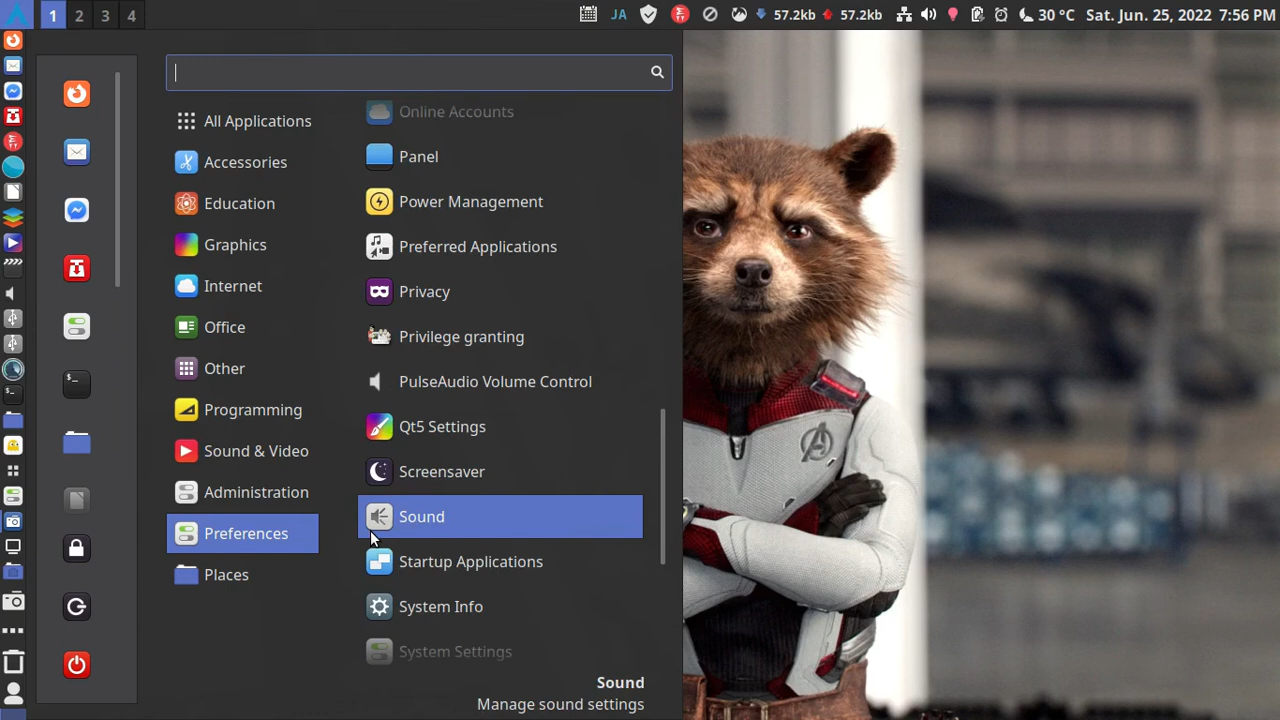 1 2 3 4
JA 57.2kb 57.2kb 30 °C Sat. Jun. 25, 2022 7:56 PM
All Applications
Accessories
Education
Graphics
Internet
Office
Other
Programming
Sound & Video
Administration
Preferences
Places
Online Accounts
Panel
Power Management
Preferred Applications
Privacy
Privilege granting
PulseAudio Volume Control
Qt5 Settings
Screensaver
Sound
Startup Applications
System Info
System Settings
Sound
Manage sound settings